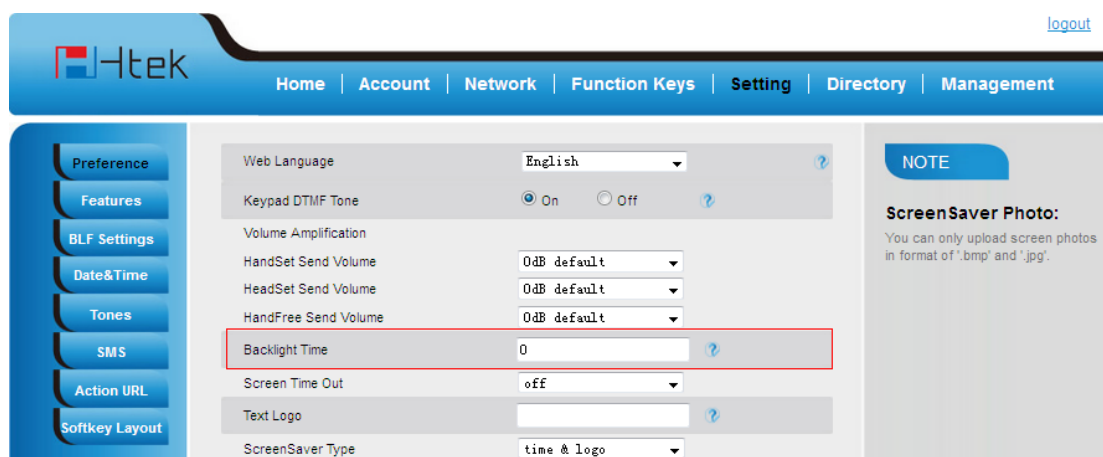 logout
Htek
Home | Account | Network | Function Keys | Setting | Directory | Management
Preference
Features
BLF Settings
Date&Time
Tones
SMS
Action URL
Softkey Layout
Web Language English
Keypad DTMF Tone On Off
Volume Amplification
HandSet Send Volume 0dB default
HeadSet Send Volume 0dB default
HandFree Send Volume 0dB default
Backlight Time 0
Screen Time Out off
Text Logo
ScreenSaver Type time & logo
NOTE
ScreenSaver Photo:
You can only upload screen photos
in format of '.bmp' and '.jpg'.